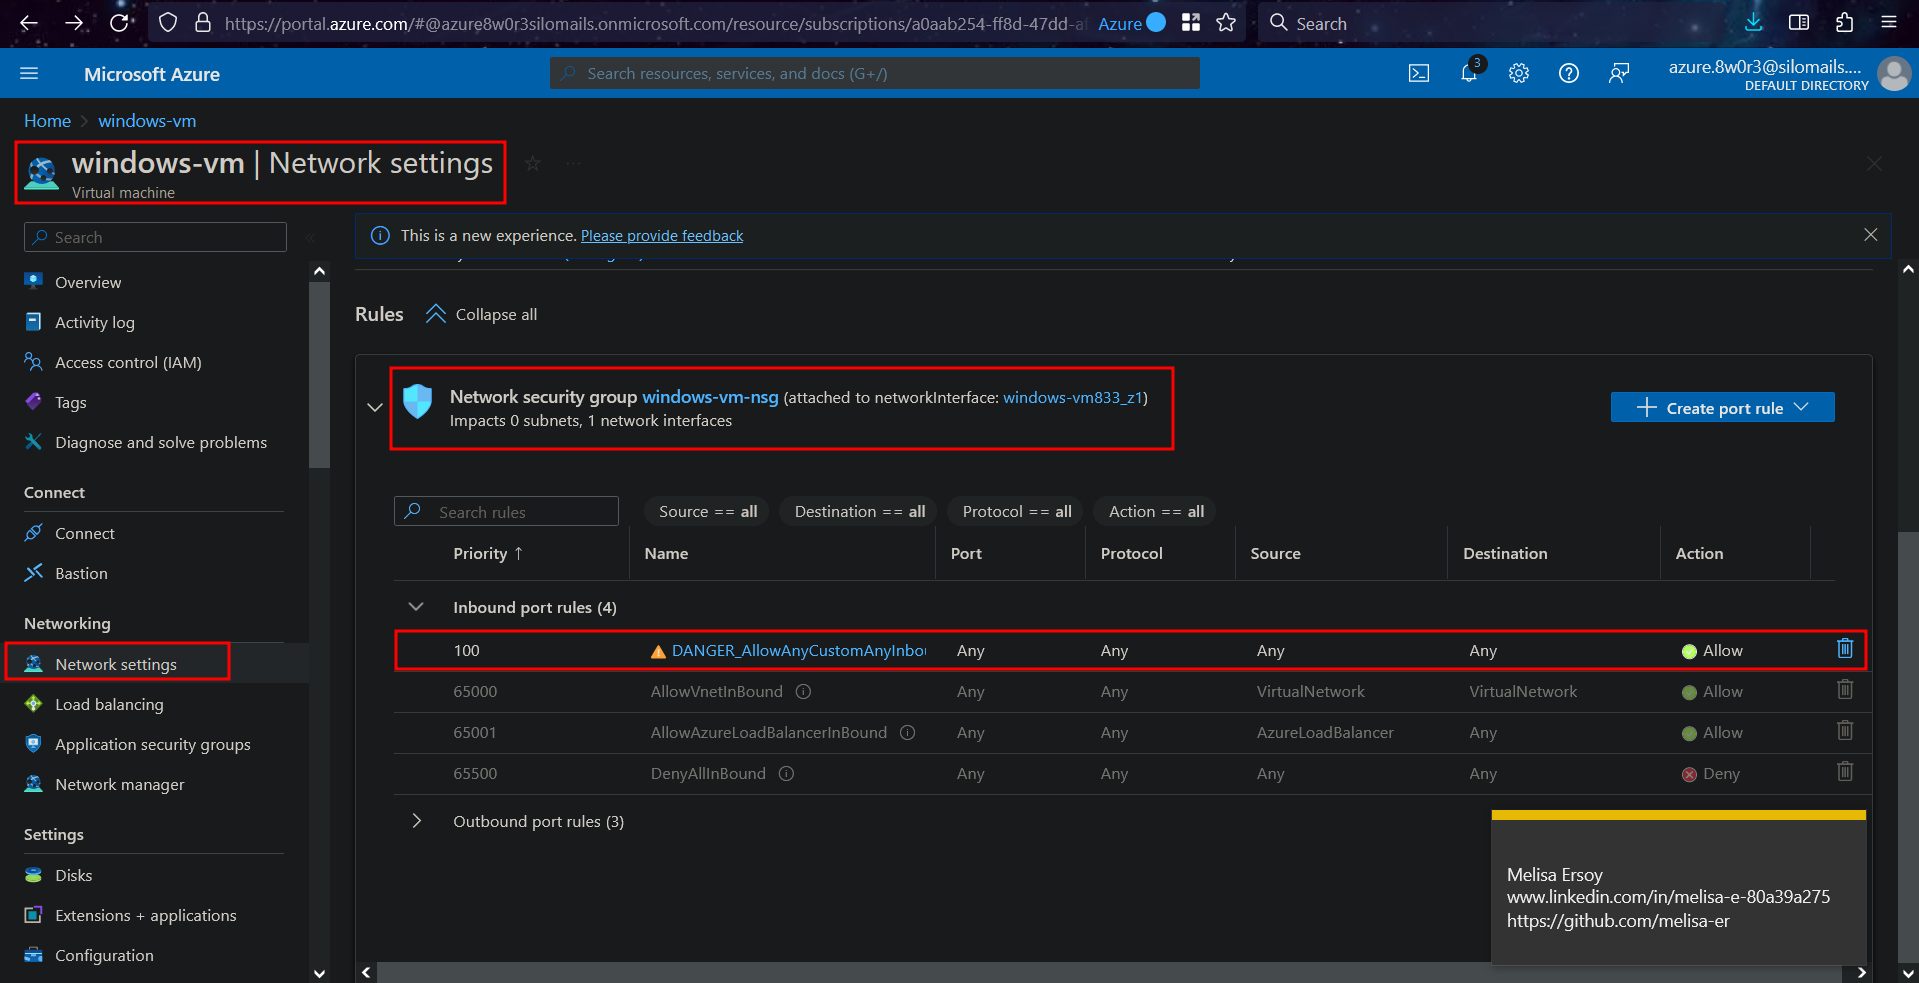 https://portal.azure.com/#@azure8w0r3silomails.onmicrosoft.com/resource/subscriptions/a0aab254-ff8d-47dd-a
Azure
Search
Microsoft Azure
Search resources, services, and docs (G+/)
3
azure.8w0r3@silomails....
DEFAULT DIRECTORY
Home > windows-vm
windows-vm | Network settings
Virtual machine
Search
This is a new experience. Please provide feedback
Overview
Activity log
Access control (IAM)
Tags
Diagnose and solve problems
Connect
Connect
Bastion
Networking
Network settings
Load balancing
Application security groups
Network manager
Settings
Disks
Extensions + applications
Configuration
Rules
Collapse all
Network security group windows-vm-nsg (attached to networkInterface: windows-vm833_z1)
Impacts 0 subnets, 1 network interfaces
Create port rule
Search rules
Source == all
Destination == all
Protocol == all
Action == all
Priority ↑ Name Port Protocol Source Destination Action
Inbound port rules (4)
100 DANGER_AllowAnyCustomAnyInbou Any Any Any Any Allow
65000 AllowVnetInBound Any Any VirtualNetwork VirtualNetwork Allow
65001 AllowAzureLoadBalancerInBound Any Any AzureLoadBalancer Any Allow
65500 DenyAllInBound Any Any Any Any Deny
Outbound port rules (3)
Melisa Ersoy
www.linkedin.com/in/melisa-e-80a39a275
https://github.com/melisa-er